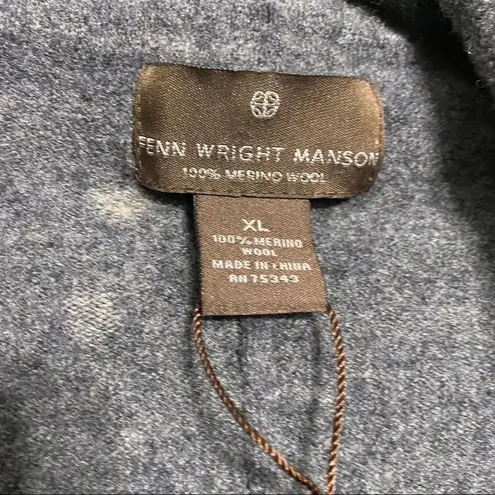 FENN WRIGHT MANSON
100% MERINO WOOL
XL
100% MERINO
WOOL
MADE IN CHINA
RN 75343